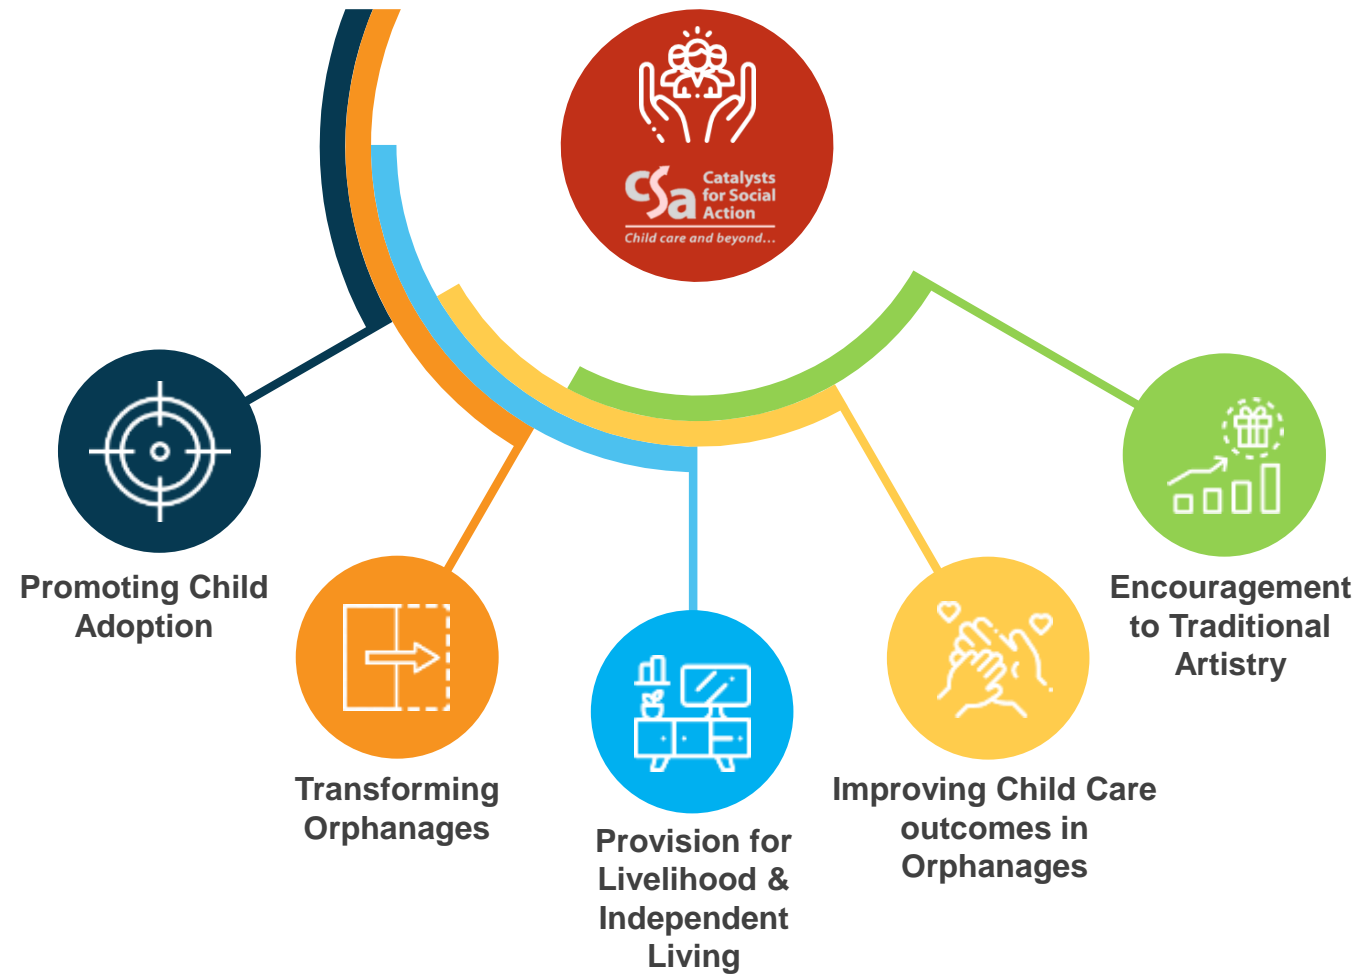 csa
Catalysts
for Social
Action
Child care and beyond...
Promoting Child
Adoption
Transforming
Orphanages
Provision for
Livelihood &
Independent
Living
Improving Child Care
outcomes in
Orphanages
Encouragement
to Traditional
Artistry